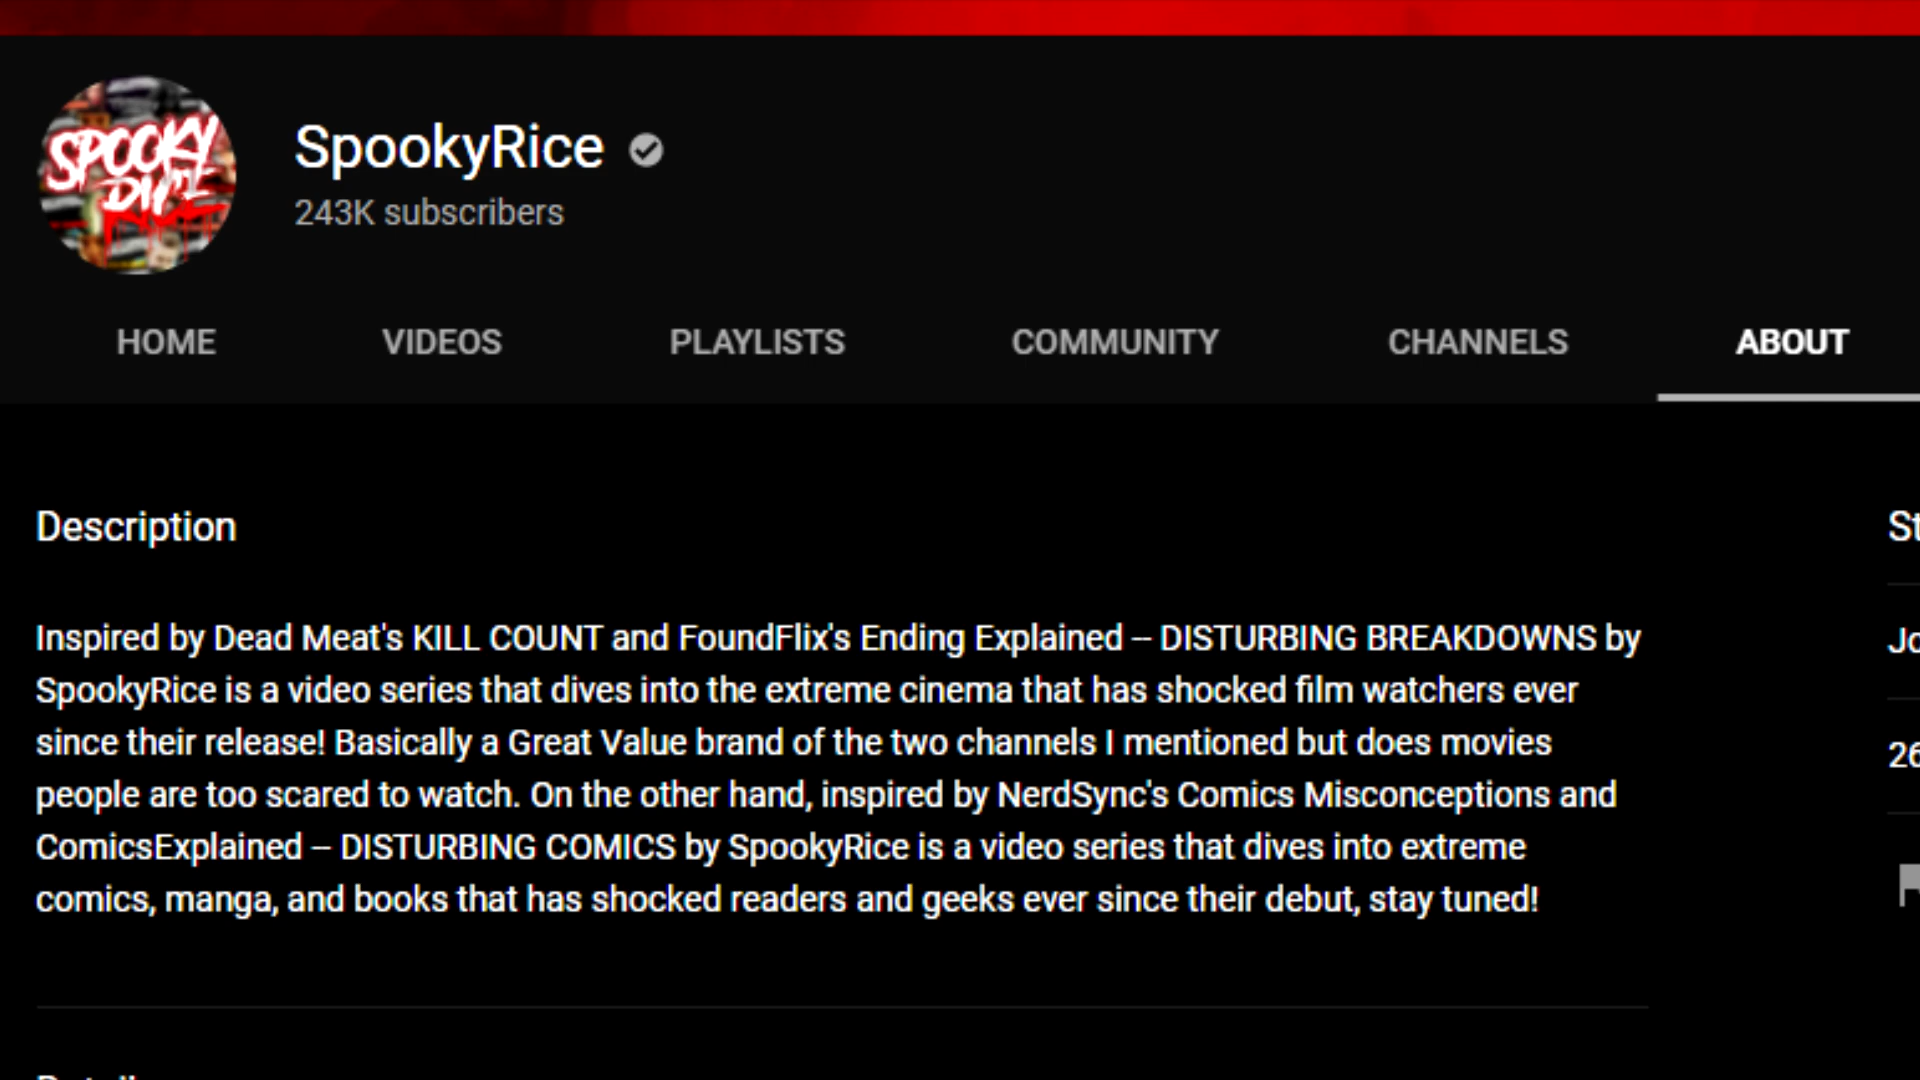 SPOOKY
RICE
SpookyRice
243K subscribers
HOME
VIDEOS
PLAYLISTS
COMMUNITY
CHANNELS
ABOUT
Description
Inspired by Dead Meat's KILL COUNT and FoundFlix's Ending Explained -- DISTURBING BREAKDOWNS by
SpookyRice is a video series that dives into the extreme cinema that has shocked film watchers ever
since their release! Basically a Great Value brand of the two channels I mentioned but does movies
people are too scared to watch. On the other hand, inspired by NerdSync's Comics Misconceptions and
ComicsExplained -- DISTURBING COMICS by SpookyRice is a video series that dives into extreme
comics, manga, and books that has shocked readers and geeks ever since their debut, stay tuned!
St
Jo
26